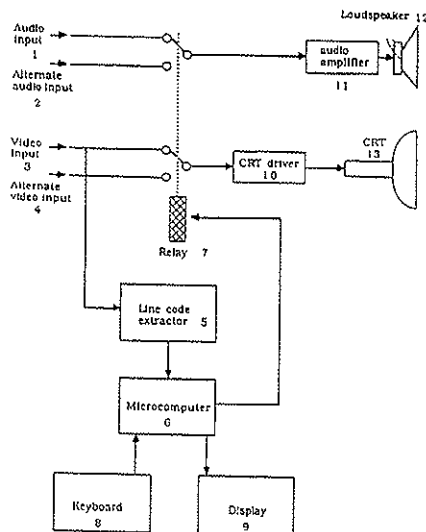 Loudspeaker 12
Audio
input
1
Alternate
audio input
2
audio
amplifier
11
Video
input
3
Alternate
video input
4
CRT driver
10
CRT
13
Relay 7
Line code
extractor 5
Microcomputer
6
Keyboard
8
Display
9